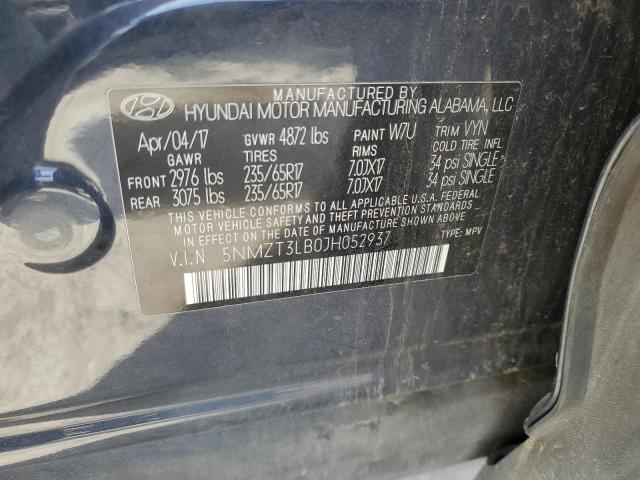 MANUFACTURED BY
HYUNDAI MOTOR MANUFACTURING ALABAMA, LLC
Apr/04/17 GVWR 4872 lbs PAINT W7U TRIM VYN
GAWR TIRES RIMS COLD TIRE INFL
FRONT 2976 lbs 235/65R17 7.0JX17 34 psi SINGLE
REAR 3075 lbs 235/65R17 7.0JX17 34 psi SINGLE
THIS VEHICLE CONFORMS TO ALL APPLICABLE U.S.A. FEDERAL
MOTOR VEHICLE SAFETY AND THEFT PREVENTION STANDARDS
IN EFFECT ON THE DATE OF MANUFACTURE SHOWN ABOVE.
V.I.N 5NMZT3LB0JH052937 TYPE: MPV